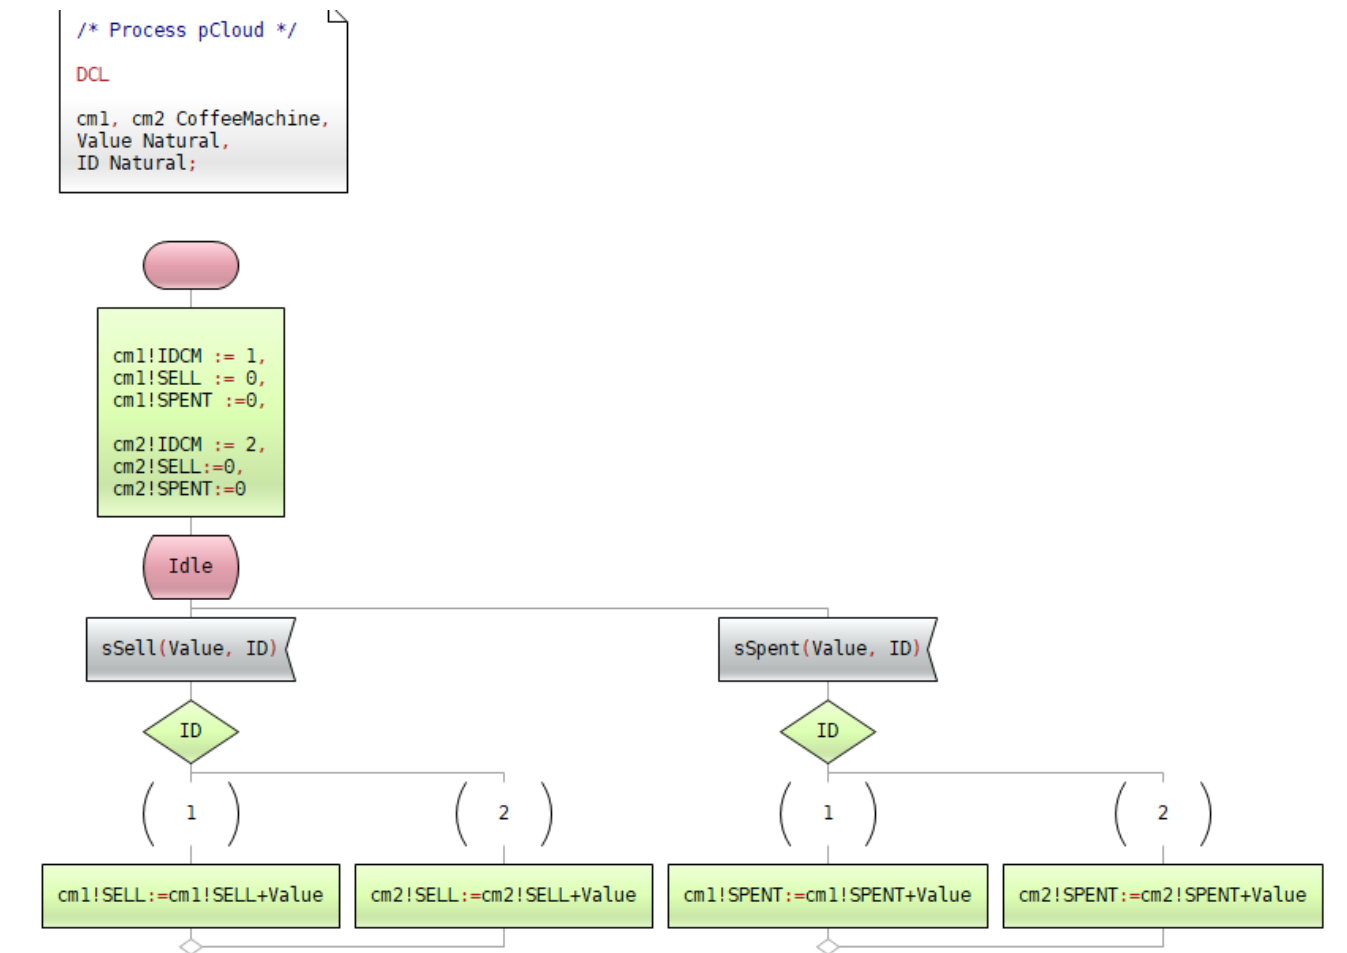 /* Process pCloud */
DCL
cm1, cm2 CoffeeMachine,
Value Natural,
ID Natural;
cm1!IDCM := 1,
cm1!SELL := 0,
cm1!SPENT :=0,
cm2!IDCM := 2,
cm2!SELL:=0,
cm2!SPENT:=0
Idle
sSell(Value, ID)
sSpent(Value, ID)
ID
ID
1
2
1
2
cm1!SELL:=cm1!SELL+Value
cm2!SELL:=cm2!SELL+Value
cm1!SPENT:=cm1!SPENT+Value
cm2!SPENT:=cm2!SPENT+Value